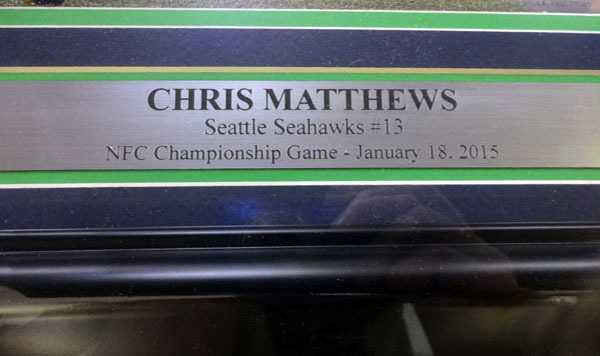 CHRIS MATTHEWS
Seattle Seahawks #13
NFC Championship Game - January 18. 2015